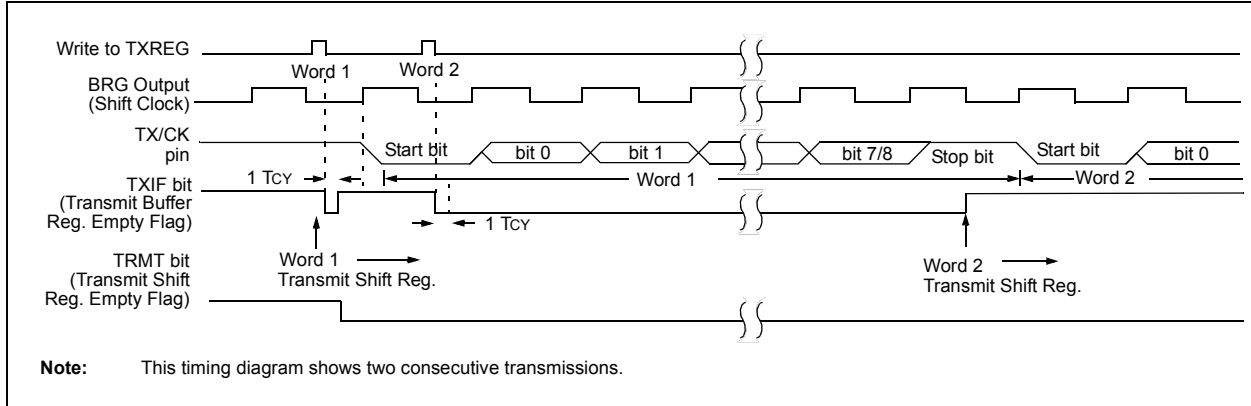 Write to TXREG
Word 1
Word 2
BRG Output
(Shift Clock)
TX/CK
pin
Start bit
bit 0
bit 1
bit 7/8
Stop bit
Start bit
bit 0
1 TCY
Word 1
Word 2
TXIF bit
(Transmit Buffer
Reg. Empty Flag)
1 TCY
Word 1
Transmit Shift Reg.
Word 2
Transmit Shift Reg.
TRMT bit
(Transmit Shift
Reg. Empty Flag)
Note: This timing diagram shows two consecutive transmissions.